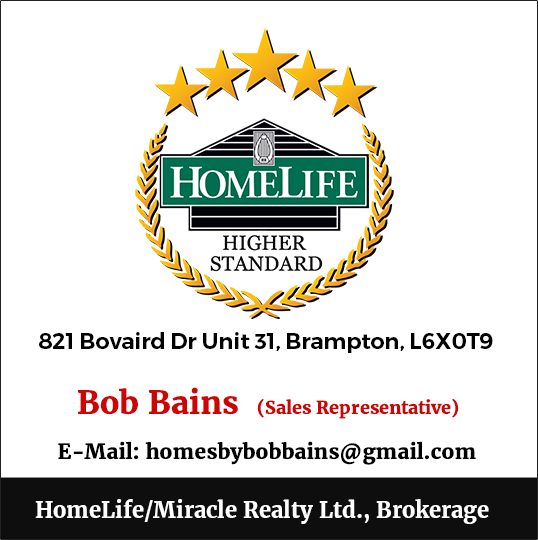 HOMELIFE
HIGHER
STANDARD
821 Bovaird Dr Unit 31, Brampton, L6X0T9
Bob Bains (Sales Representative)
E-Mail: homesbybobbains@gmail.com
HomeLife/Miracle Realty Ltd., Brokerage